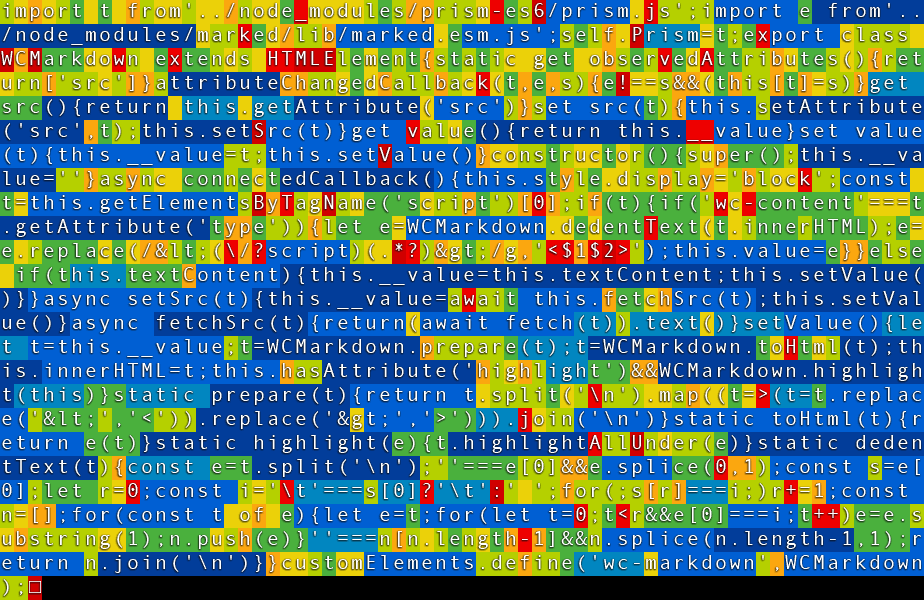 import t from'../node_modules/prism-es6/prism.js';import e from'..
/node_modules/marked/lib/marked.esm.js';self.Prism=t;export class
WCMarkdown extends HTMLElement{static get observedAttributes(){ret
urn['src']}attributeChangedCallback(t,e,s){e!==s&&(this[t]=s)}get
src(){return this.getAttribute('src')}set src(t){this.setAttribute
('src',t);this.setSrc(t)}get value(){return this.__value}set value
(t){this.__value=t;this.setValue()}constructor(){super();this.__va
lue=''}async connectedCallback(){this.style.display='block';const
t=this.getElementsByTagName('script')[0];if(t){if('wc-content'===t
.getAttribute('type')){let e=WCMarkdown.dedentText(t.innerHTML);e=
e.replace(/&lt;(\/?script)(.*?)&gt;/g,'<$1$2>');this.value=e}}else
 if(this.textContent){this.__value=this.textContent;this.setValue(
)}}async setSrc(t){this.__value=await this.fetchSrc(t);this.setVal
ue()}async fetchSrc(t){return(await fetch(t)).text()}setValue(){le
t t=this.__value;t=WCMarkdown.prepare(t);t=WCMarkdown.toHtml(t);th
is.innerHTML=t;this.hasAttribute('highlight')&&WCMarkdown.highligh
t(this)}static prepare(t){return t.split('\n').map((t=>(t=t.replac
e('&lt;','<')).replace('&gt;','>'))).join('\n')}static toHtml(t){r
eturn e(t)}static highlight(e){t.highlightAllUnder(e)}static deden
tText(t){const e=t.split('\n');''===e[0]&&e.splice(0,1);const s=e[
0];let r=0;const i='\t'===s[0]?'\t':' ';for(;s[r]===i;)r+=1;const
n=[];for(const t of e){let e=t;for(let t=0;t<r&&e[0]===i;t++)e=e.s
ubstring(1);n.push(e)}''===n[n.length-1]&&n.splice(n.length-1,1);r
eturn n.join('\n')}}customElements.define('wc-markdown',WCMarkdown
);